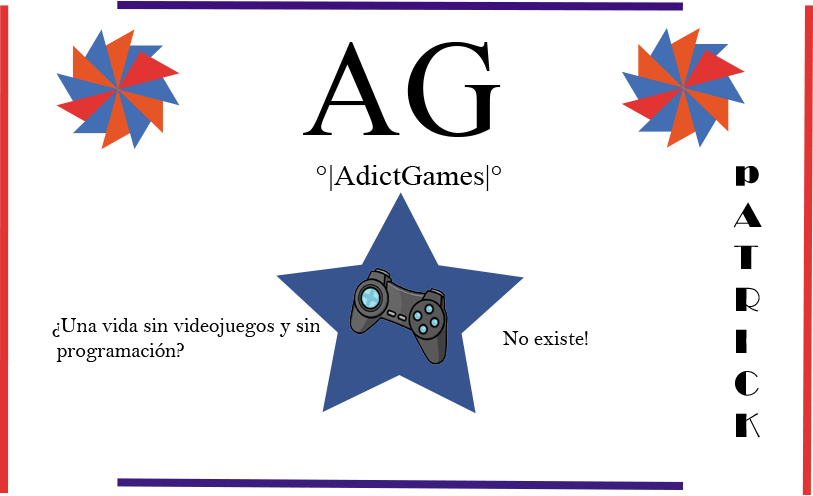 AG
°|AdictGames|°
¿Una vida sin videojuegos y sin
programación?
No existe!
PATRICK